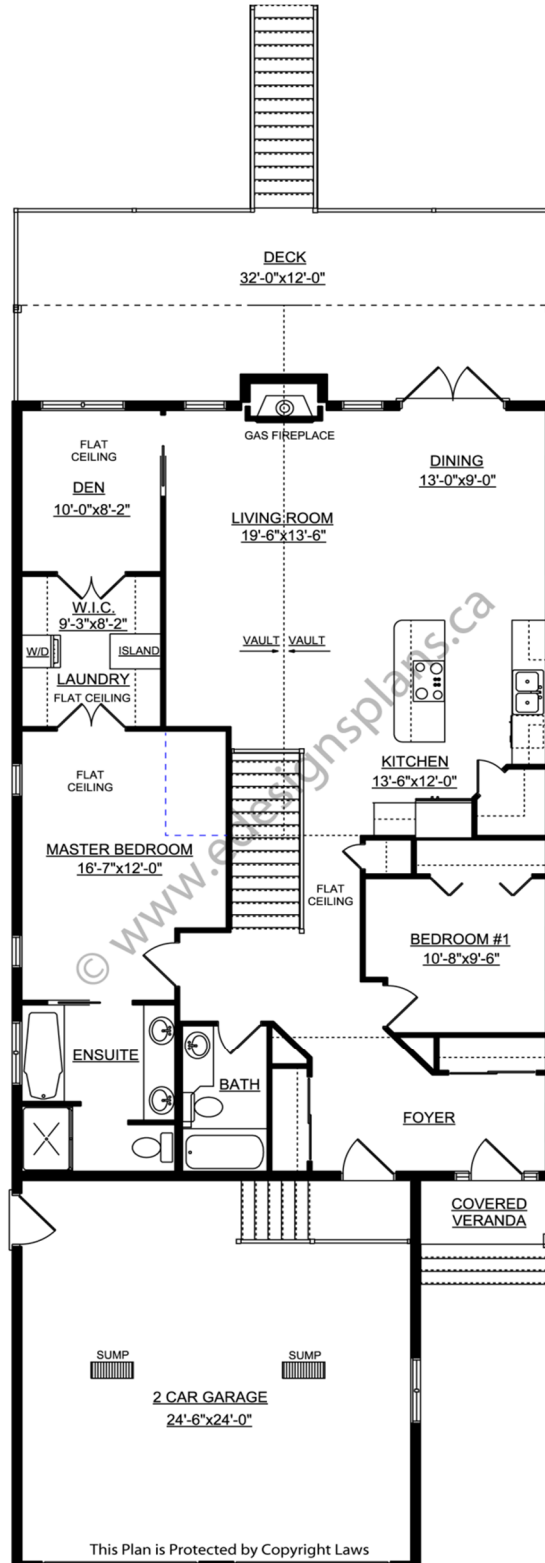 DECK
32'-0"x12'-0"
GAS FIREPLACE
FLAT
CEILING
DEN
10'-0"x8'-2"
DINING
13'-0"x9'-0"
LIVING ROOM
19'-6"x13'-6"
W.I.C.
9'-3"x8'-2"
W/D
ISLAND
VAULT
VAULT
LAUNDRY
FLAT CEILING
KITCHEN
13'-6"x12'-0"
FLAT
CEILING
MASTER BEDROOM
16'-7"x12'-0"
FLAT
CEILING
BEDROOM #1
10'-8"x9'-6"
ENSUITE
BATH
FOYER
COVERED
VERANDA
SUMP
SUMP
2 CAR GARAGE
24'-6"x24'-0"
This Plan is Protected by Copyright Laws
© www.edesignsplans.ca